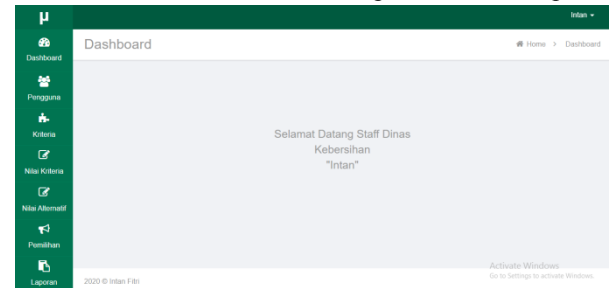 µ
Intan
Dashboard
Dashboard
Home > Dashboard
Pengguna
Kriteria
Nilai Kriteria
Nilai Alternatif
Pemilihan
Laporan
Selamat Datang Staff Dinas
Kebersihan
"Intan"
Activate Windows
Go to Settings to activate Windows.
2020 © Intan Fitri